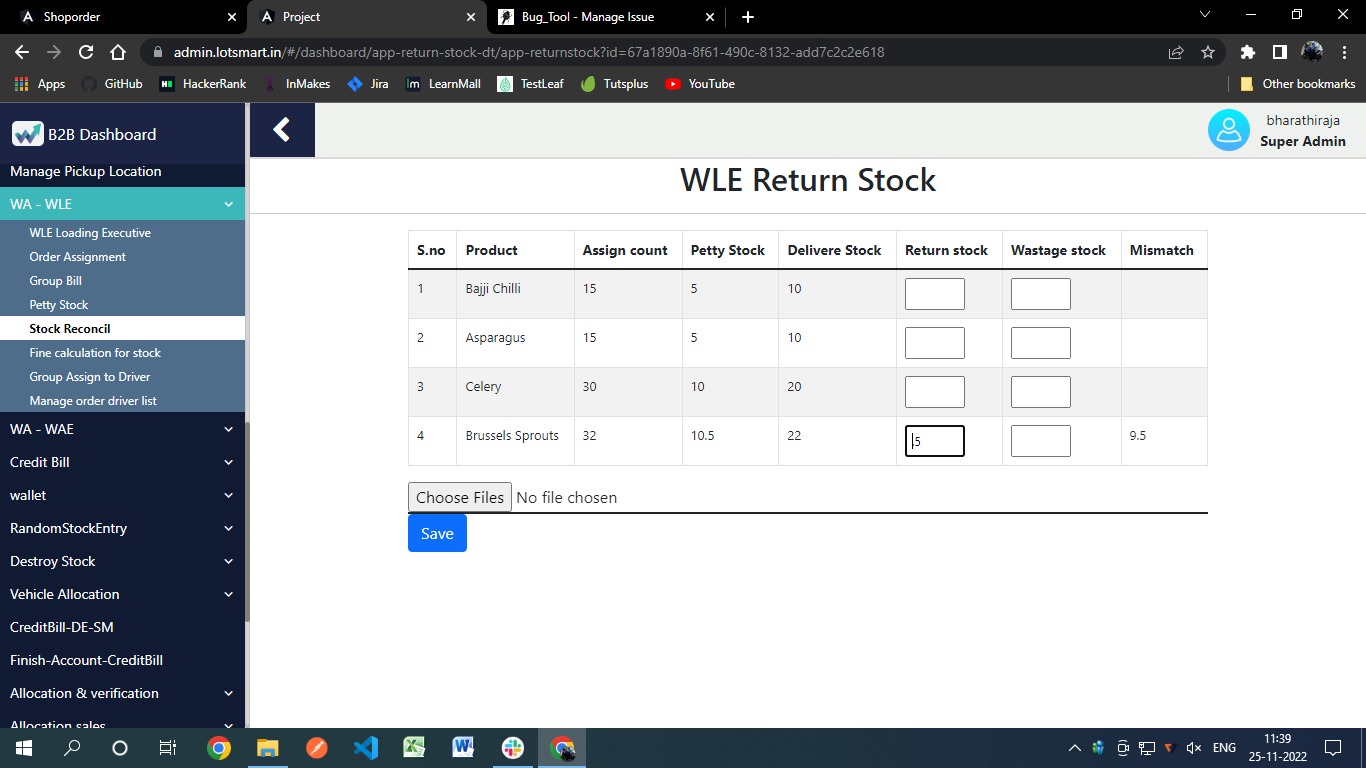 Shoporder
Project
Bug_Tool - Manage Issue
admin.lotsmart.in/#/dashboard/app-return-stock-dt/app-returnstock?id=67a1890a-8f61-490c-8132-add7c2c2e618
Apps GitHub HackerRank InMakes Jira LearnMall TestLeaf Tutsplus YouTube Other bookmarks
B2B Dashboard
bharathiraja
Super Admin
Manage Pickup Location
WA - WLE
WLE Loading Executive
Order Assignment
Group Bill
Petty Stock
Stock Reconcil
Fine calculation for stock
Group Assign to Driver
Manage order driver list
WA - WAE
Credit Bill
wallet
RandomStockEntry
Destroy Stock
Vehicle Allocation
CreditBill-DE-SM
Finish-Account-CreditBill
Allocation & verification
Allocation sales
WLE Return Stock
S.no Product Assign count Petty Stock Delivere Stock Return stock Wastage stock Mismatch
1 Bajji Chilli 15 5 10
2 Asparagus 15 5 10
3 Celery 30 10 20
4 Brussels Sprouts 32 10.5 22 .5 9.5
Choose Files No file chosen
Save
ENG
11:39
25-11-2022